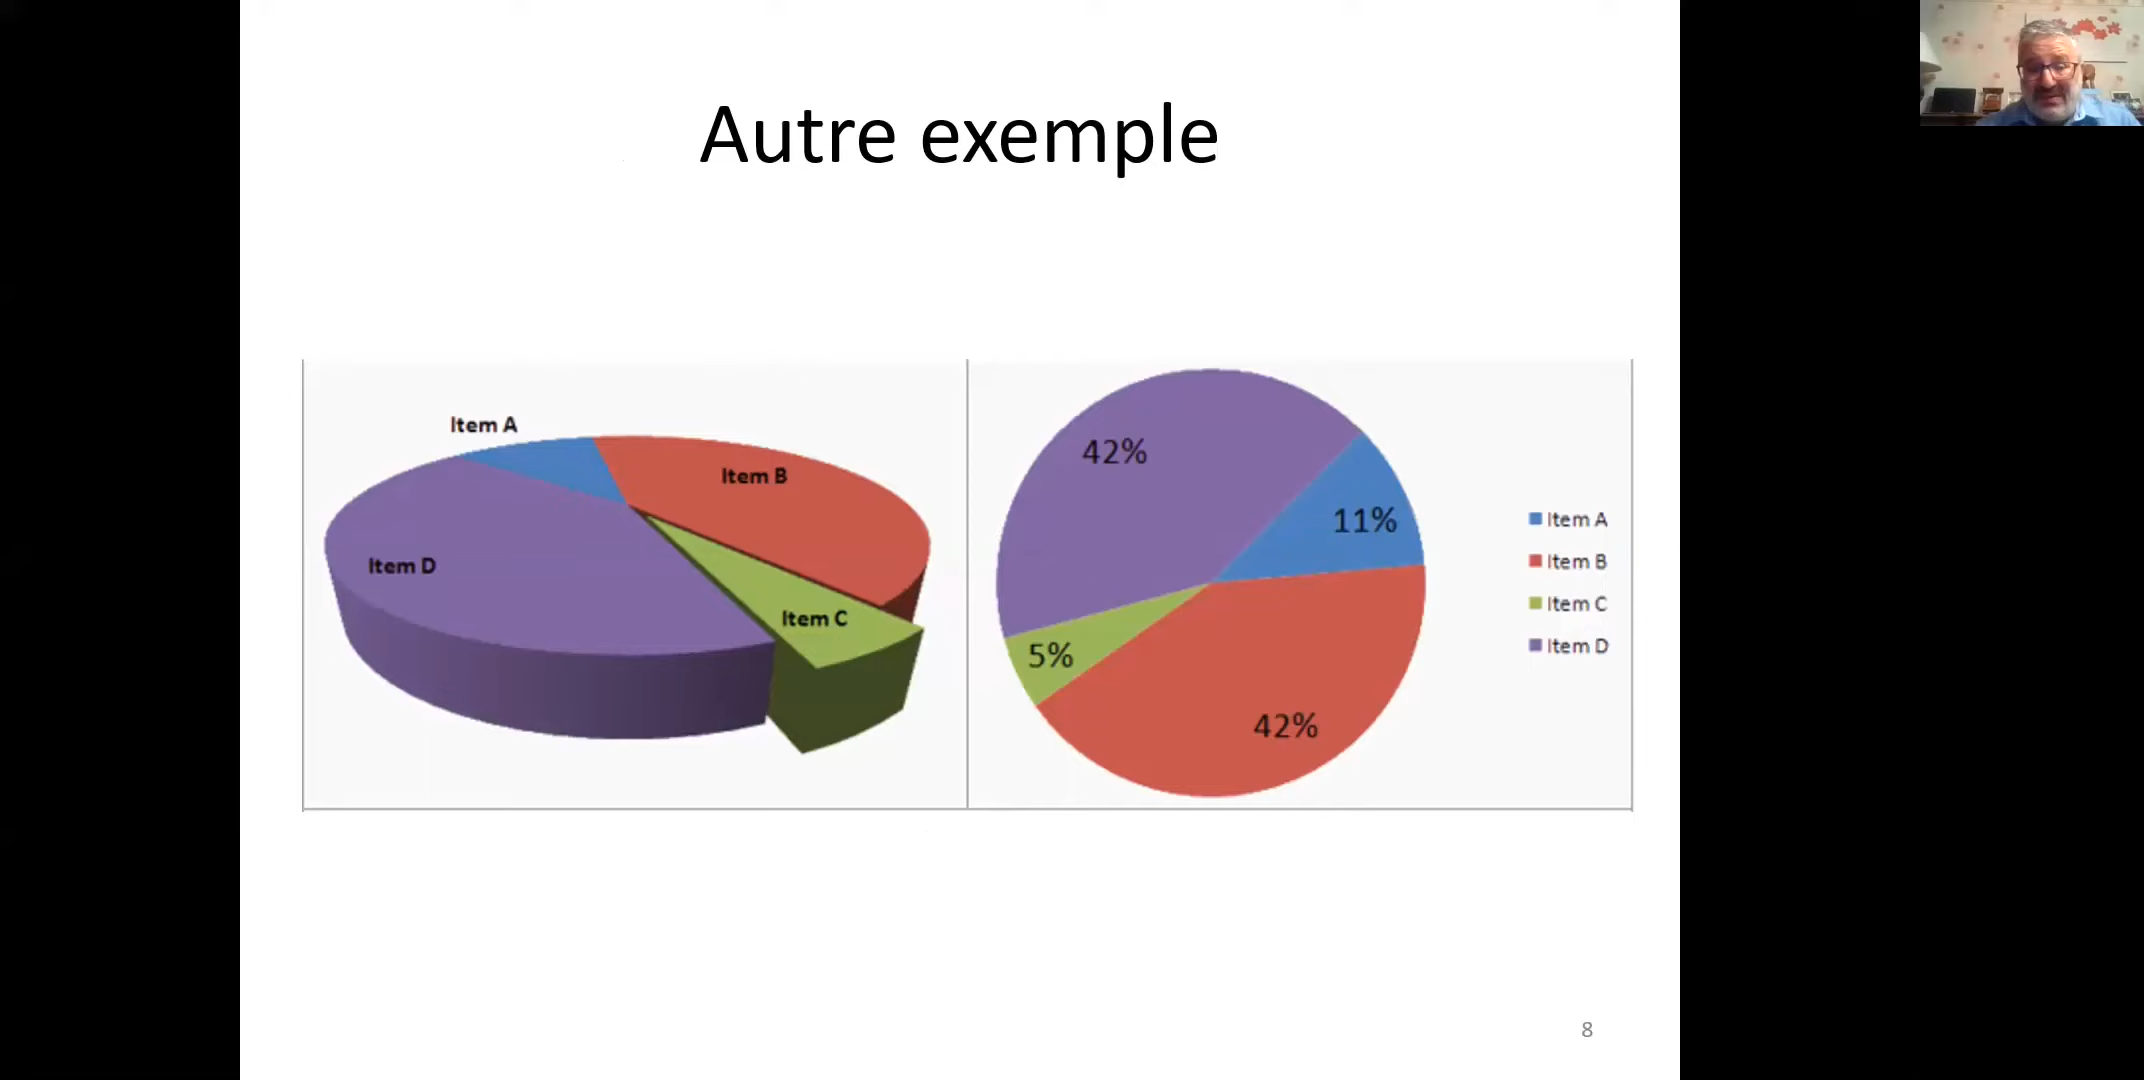 Autre exemple
Item A
Item B
Item D
Item C
42%
11%
5%
42%
Item A
Item B
Item C
Item D
8